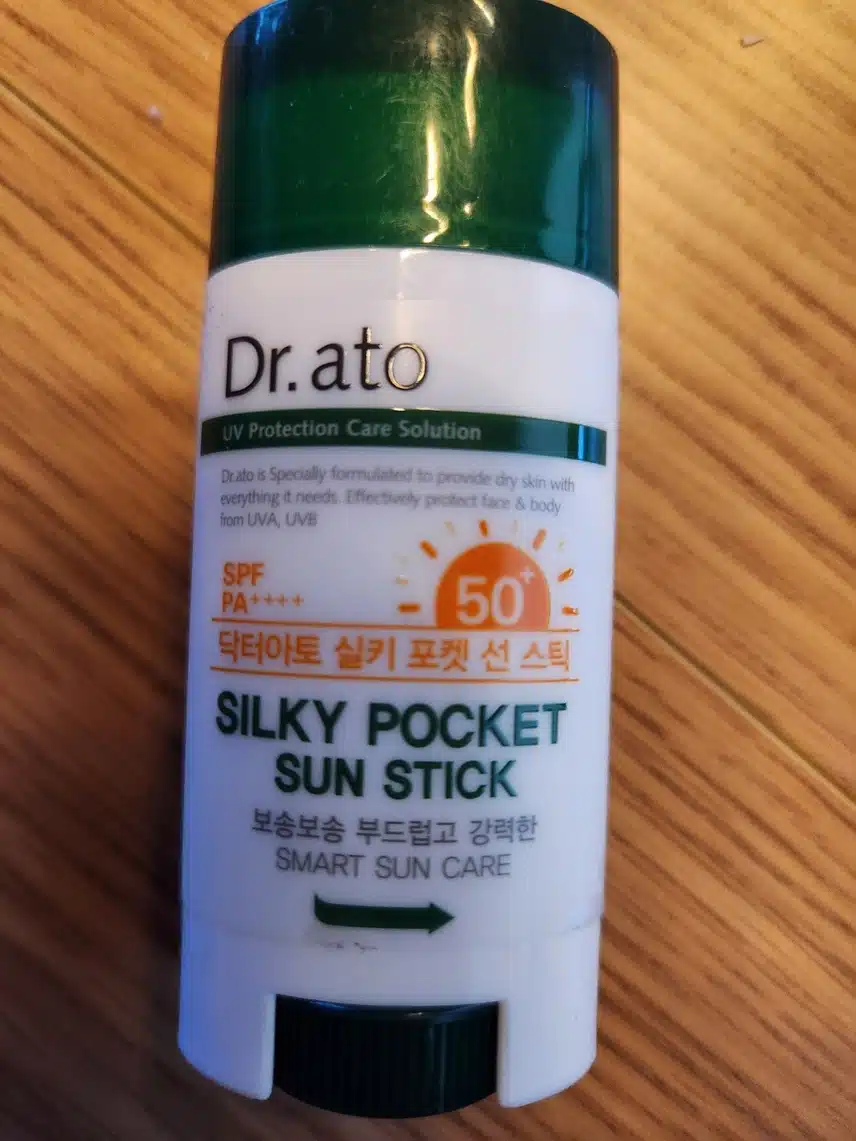 Dr.ato
UV Protection Care Solution
Dr.ato is Specially formulated to provide dry skin with
everything it needs. Effectively protect face & body
from UVA, UVB
SPF
PA++++
50+
닥터아토 실키 포켓 선 스틱
SILKY POCKET
SUN STICK
보송보송 부드럽고 강력한
SMART SUN CARE